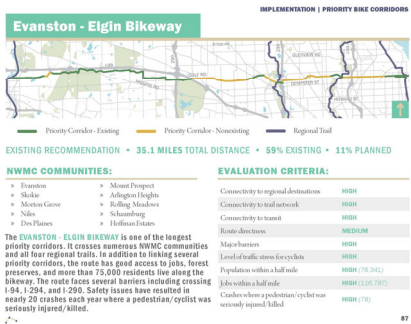 IMPLEMENTATION | PRIORITY BIKE CORRIDORS
Evanston - Elgin Bikeway
GOLF RD.
DEMPSTER ST.
Priority Corridor - Existing
Priority Corridor - Nonexisting
Regional Trail
EXISTING RECOMMENDATION • 35.1 MILES TOTAL DISTANCE • 59% EXISTING • 11% PLANNED
NWMC COMMUNITIES:
» Evanston
» Skokie
» Morton Grove
» Niles
» Des Plaines
» Mount Prospect
» Arlington Heights
» Rolling Meadows
» Schaumburg
» Hoffman Estates
The EVANSTON - ELGIN BIKEWAY is one of the longest
priority corridors. It crosses numerous NWMC communities
and all four regional trails. In addition to linking several
priority corridors, the route has good access to jobs, forest
preserves, and more than 75,000 residents live along the
bikeway. The route faces several barriers including crossing
I-94, I-294, and I-290. Safety issues have resulted in
nearly 20 crashes each year where a pedestrian/cyclist was
seriously injured/killed.
EVALUATION CRITERIA:
Connectivity to regional destinations HIGH
Connectivity to trail network HIGH
Connectivity to transit HIGH
Route directness MEDIUM
Major barriers HIGH
Level of traffic stress for cyclists HIGH
Population within a half mile HIGH (76,341)
Jobs within a half mile HIGH (116,787)
Crashes where a pedestrian/cyclist was
seriously injured/killed HIGH (78)
87